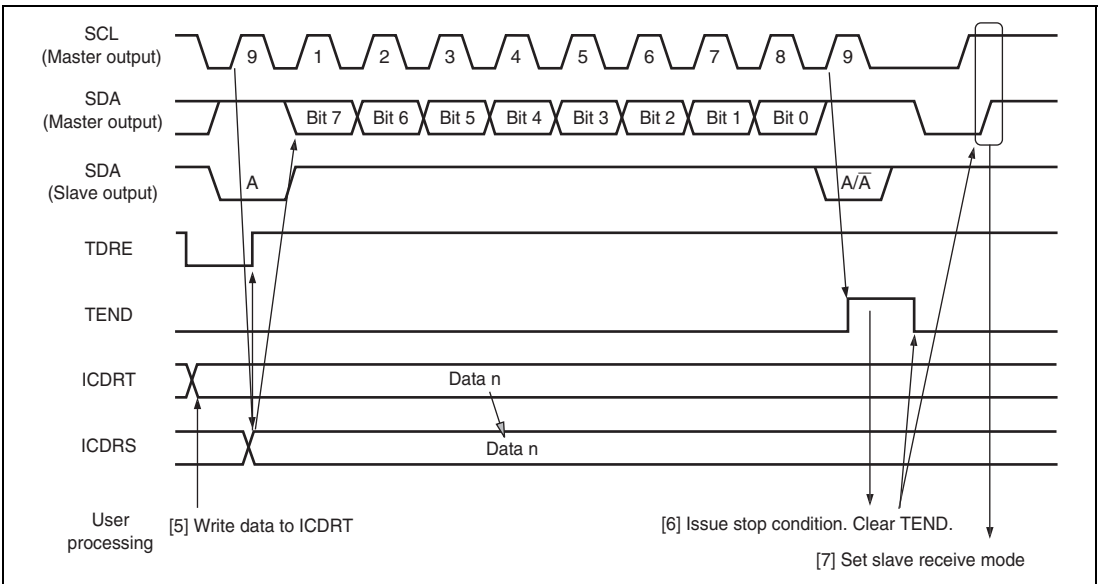 SCL
(Master output)
9 1 2 3 4 5 6 7 8 9
SDA
(Master output)
Bit 7 Bit 6 Bit 5 Bit 4 Bit 3 Bit 2 Bit 1 Bit 0
SDA
(Slave output)
A A/A̅
TDRE
TEND
ICDRT
Data n
ICDRS
Data n
User
processing
[5] Write data to ICDRT
[6] Issue stop condition. Clear TEND.
[7] Set slave receive mode